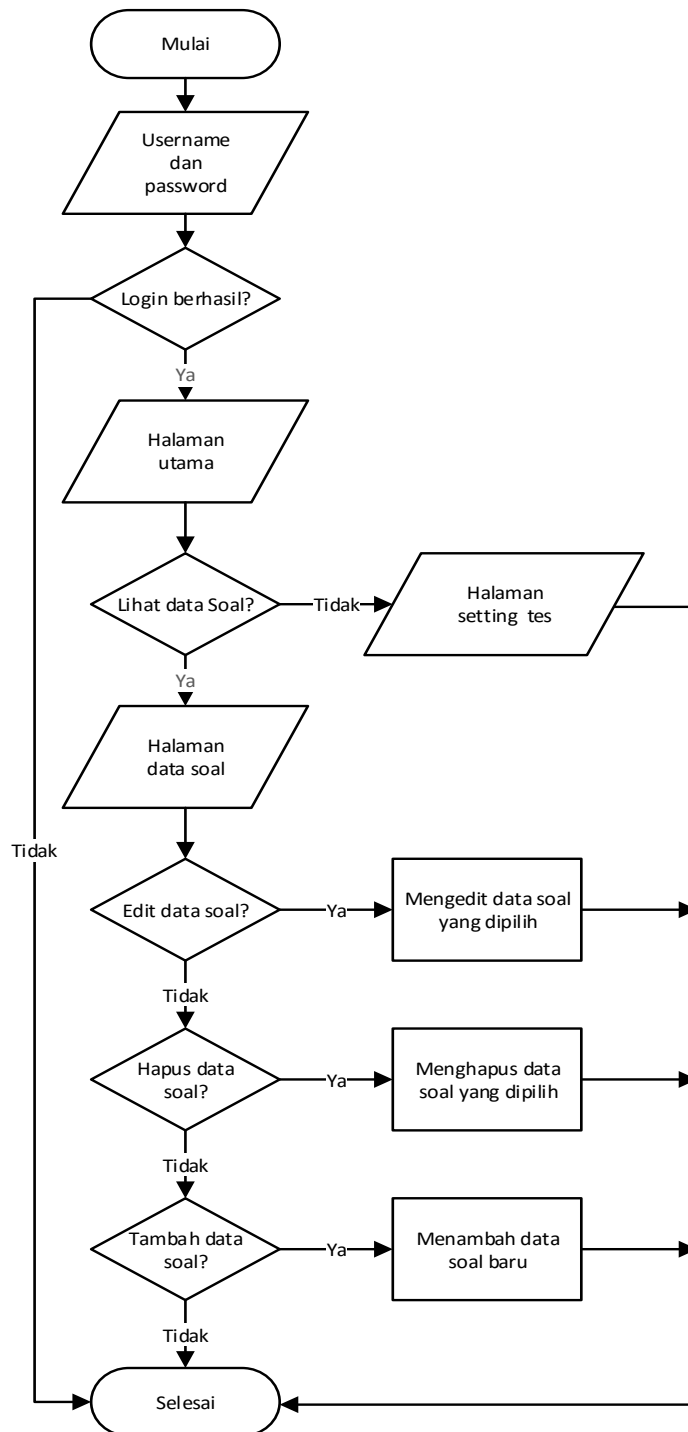 Mulai
Username
dan
password
Login berhasil?
Ya
Halaman
utama
Lihat data Soal?
Tidak
Halaman
setting tes
Ya
Halaman
data soal
Tidak
Edit data soal?
Ya
Mengedit data soal
yang dipilih
Tidak
Hapus data
soal?
Ya
Menghapus data
soal yang dipilih
Tidak
Tambah data
soal?
Ya
Menambah data
soal baru
Tidak
Selesai